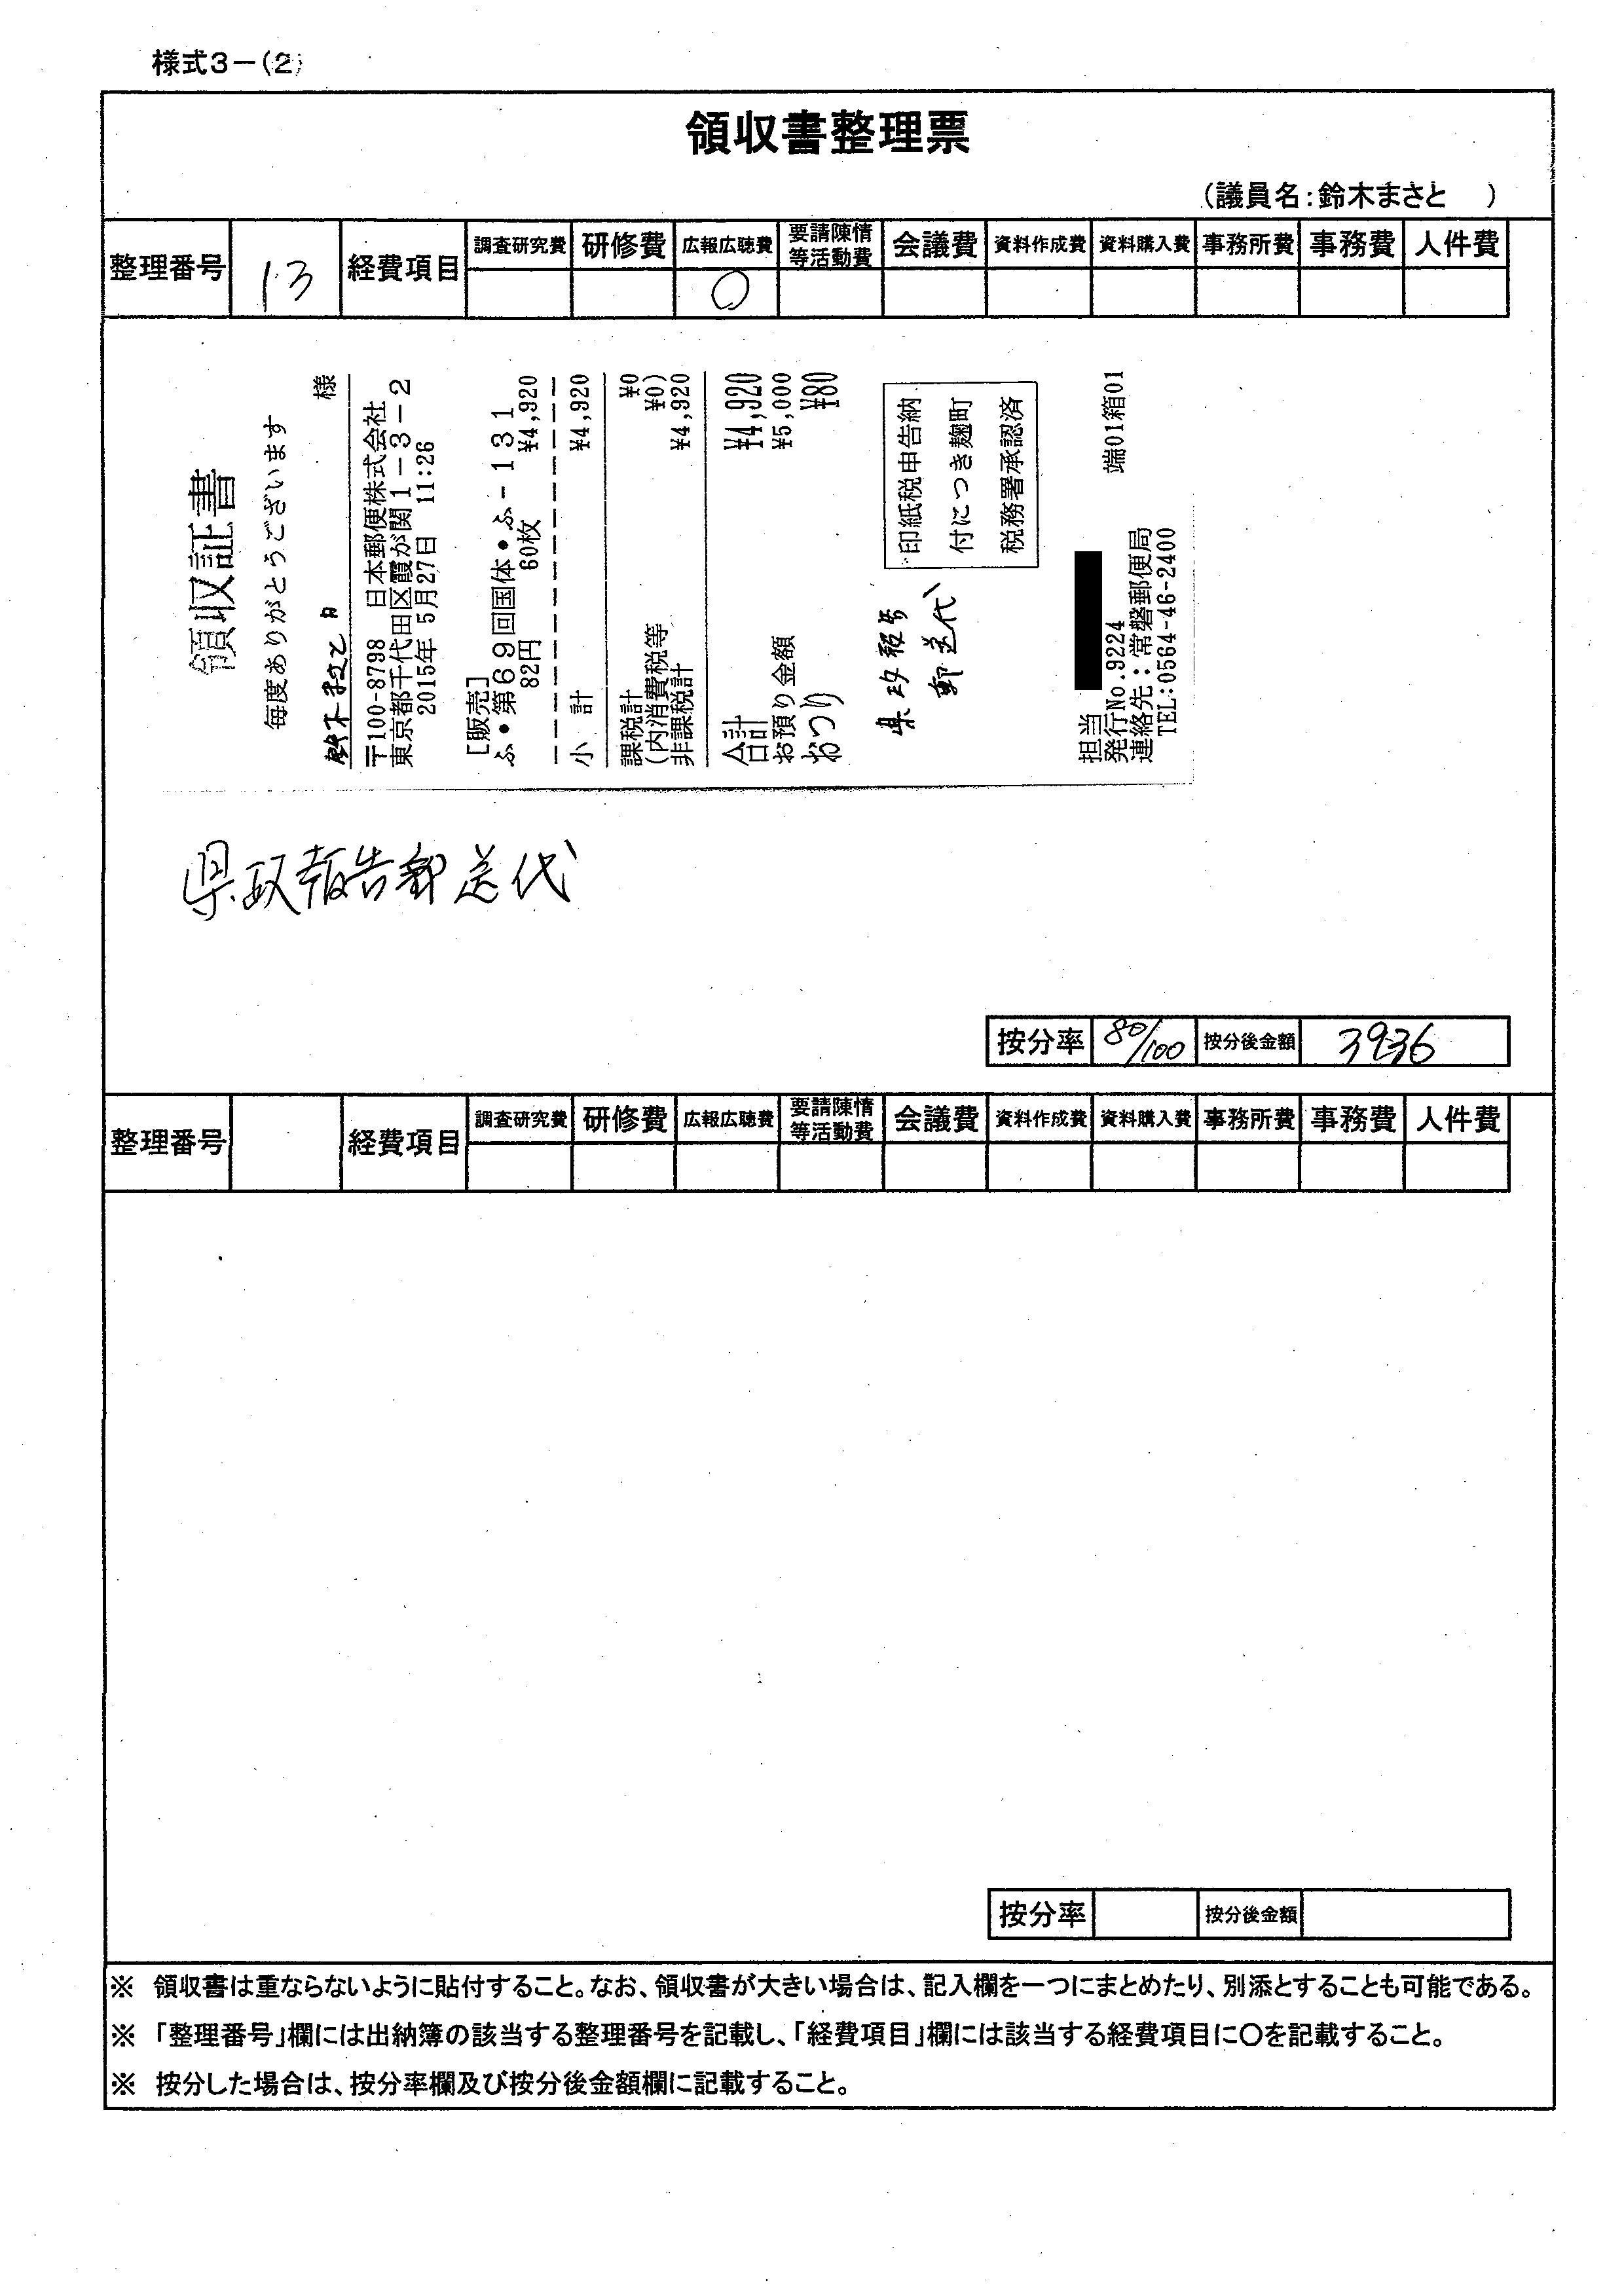 様式3-(2)
領収書整理票
(議員名:鈴木まさと )
整理番号 13 経費項目 調査研究費 研修費 広報広聴費 要請陳情等活動費 会議費 資料作成費 資料購入費 事務所費 事務費 人件費
○
領収証書
毎度ありがとうございます
様
〒100-8798 日本郵便株式会社
東京都千代田区霞が関1-3-2
2015年 5月27日 11:26
[販売]
ふ・第69回国体・ふ-131
82円 60枚 ¥4,920
小 計 ¥4,920
課税計 ¥0
(内消費税等 ¥0)
非課税計 ¥4,920
合計 ¥4,920
お預り金額 ¥5,000
おつり ¥80
県政報告
郵送代
印紙税申告納
付につき麹町
税務署承認済
担当
発行No.9224 端01箱01
連絡先:常磐郵便局
TEL:0564-46-2400
県政報告郵送代
按分率 80/100 按分後金額 3936
整理番号 経費項目 調査研究費 研修費 広報広聴費 要請陳情等活動費 会議費 資料作成費 資料購入費 事務所費 事務費 人件費
按分率 按分後金額
※ 領収書は重ならないように貼付すること。なお、領収書が大きい場合は、記入欄を一つにまとめたり、別添とすることも可能である。
※ 「整理番号」欄には出納簿の該当する整理番号を記載し、「経費項目」欄には該当する経費項目に○を記載すること。
※ 按分した場合は、按分率欄及び按分後金額欄に記載すること。